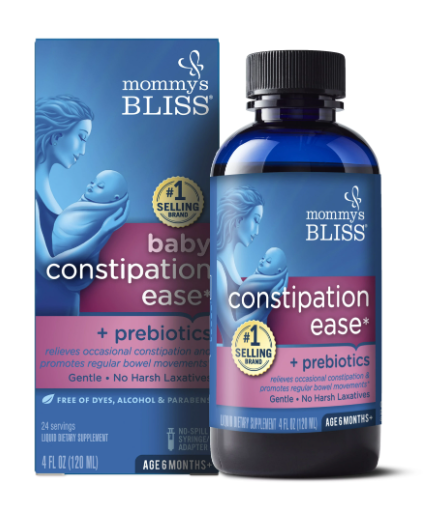 mommys
BLISS®
#1
SELLING
BRAND
baby
constipation
ease*
+ prebiotics
relieves occasional constipation and
promotes regular bowel movements*
Gentle • No Harsh Laxatives
FREE OF DYES, ALCOHOL & PARABENS
24 servings
LIQUID DIETARY SUPPLEMENT
NO-SPILL
SYRINGE/
ADAPTER
4 FL OZ (120 ML)
AGE 6 MONTHS+
mommys
BLISS®
constipation
ease*
#1
SELLING
BRAND
+ prebiotics
relieves occasional constipation &
promotes regular bowel movements*
Gentle • No Harsh Laxatives
LIQUID DIETARY SUPPLEMENT 4 FL OZ (120 ML)
AGE 6 MONTHS+